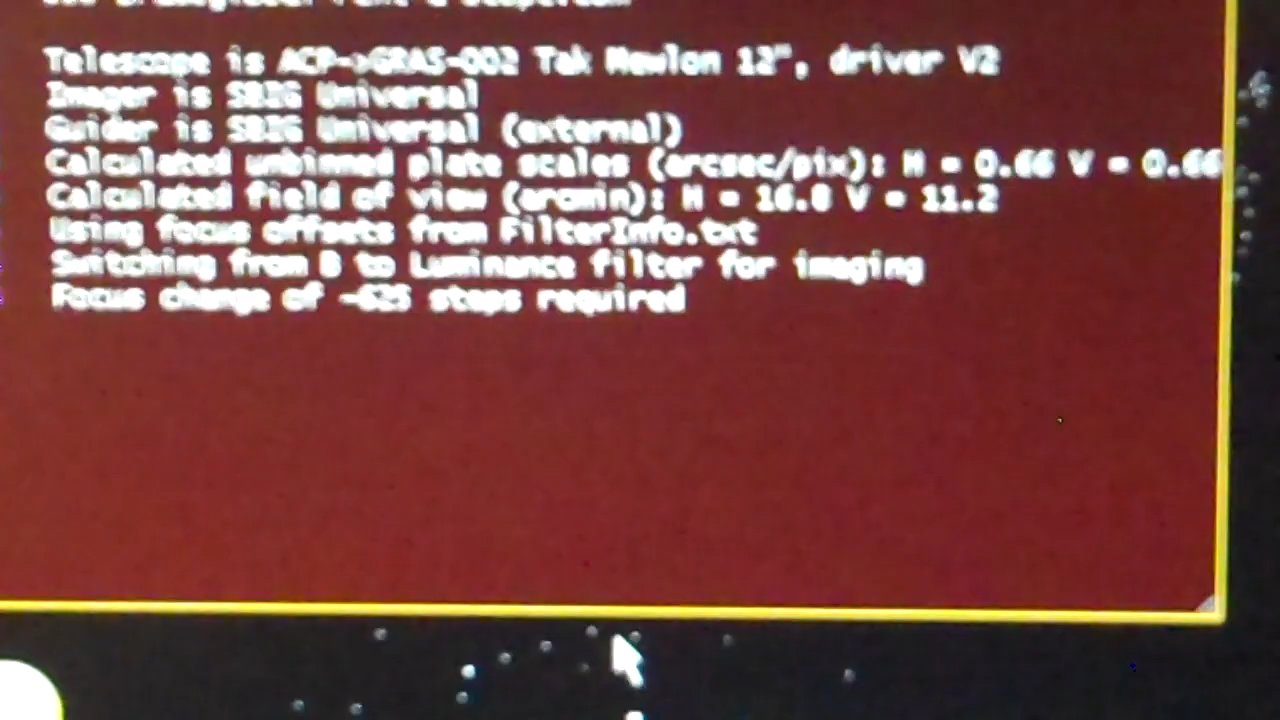 Telescope is ACP->GRAS-002 Tak Mewlon 12", driver V2
Imager is SBIG Universal
Guider is SBIG Universal (external)
Calculated unbinned plate scales (arcsec/pix): H = 0.66 V = 0.66
Calculated field of view (arcmin): H = 16.8 V = 11.2
Using focus offsets from FilterInfo.txt
Switching from B to Luminance filter for imaging
Focus change of -625 steps required